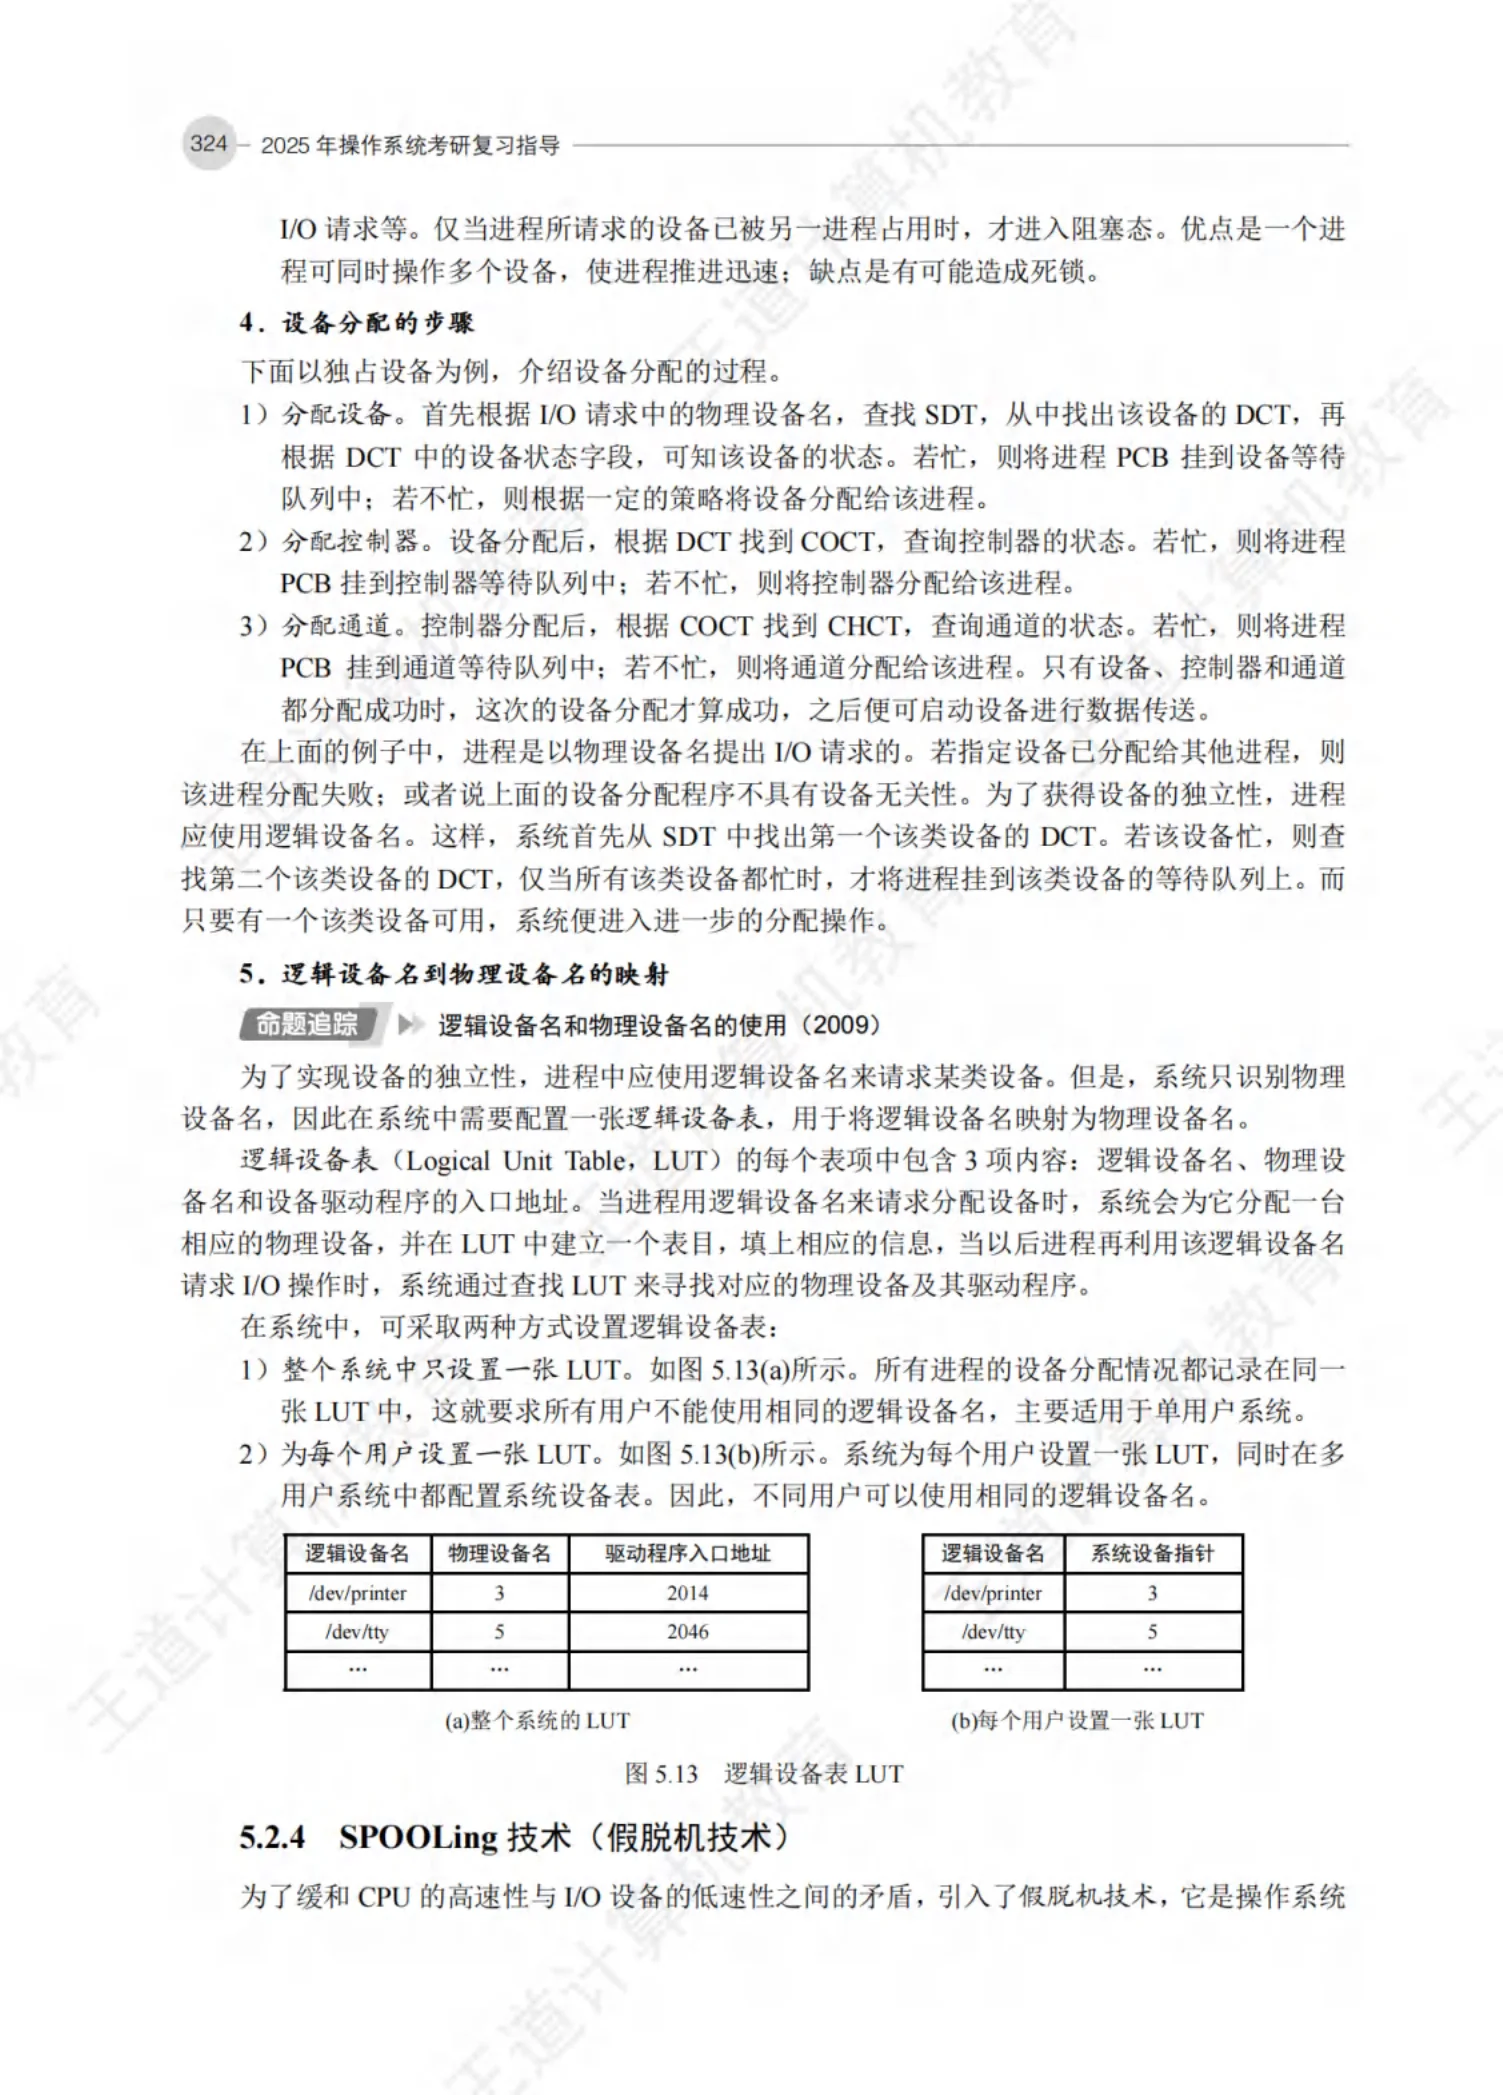 324 2025 年操作系统考研复习指导
I/O 请求等。仅当进程所请求的设备已被另一进程占用时，才进入阻塞态。优点是一个进
程可同时操作多个设备，使进程推进迅速；缺点是有可能造成死锁。
4．设备分配的步骤
下面以独占设备为例，介绍设备分配的过程。
1）分配设备。首先根据 I/O 请求中的物理设备名，查找 SDT，从中找出该设备的 DCT，再
根据 DCT 中的设备状态字段，可知该设备的状态。若忙，则将进程 PCB 挂到设备等待
队列中；若不忙，则根据一定的策略将设备分配给该进程。
2）分配控制器。设备分配后，根据 DCT 找到 COCT，查询控制器的状态。若忙，则将进程
PCB 挂到控制器等待队列中；若不忙，则将控制器分配给该进程。
3）分配通道。控制器分配后，根据 COCT 找到 CHCT，查询通道的状态。若忙，则将进程
PCB 挂到通道等待队列中；若不忙，则将通道分配给该进程。只有设备、控制器和通道
都分配成功时，这次的设备分配才算成功，之后便可启动设备进行数据传送。
在上面的例子中，进程是以物理设备名提出 I/O 请求的。若指定设备已分配给其他进程，则
该进程分配失败；或者说上面的设备分配程序不具有设备无关性。为了获得设备的独立性，进程
应使用逻辑设备名。这样，系统首先从 SDT 中找出第一个该类设备的 DCT。若该设备忙，则查
找第二个该类设备的 DCT，仅当所有该类设备都忙时，才将进程挂到该类设备的等待队列上。而
只要有一个该类设备可用，系统便进入进一步的分配操作。
5．逻辑设备名到物理设备名的映射
命题追踪 逻辑设备名和物理设备名的使用（2009）
为了实现设备的独立性，进程中应使用逻辑设备名来请求某类设备。但是，系统只识别物理
设备名，因此在系统中需要配置一张逻辑设备表，用于将逻辑设备名映射为物理设备名。
逻辑设备表（Logical Unit Table，LUT）的每个表项中包含 3 项内容：逻辑设备名、物理设
备名和设备驱动程序的入口地址。当进程用逻辑设备名来请求分配设备时，系统会为它分配一台
相应的物理设备，并在 LUT 中建立一个表目，填上相应的信息，当以后进程再利用该逻辑设备名
请求 I/O 操作时，系统通过查找 LUT 来寻找对应的物理设备及其驱动程序。
在系统中，可采取两种方式设置逻辑设备表：
1）整个系统中只设置一张 LUT。如图 5.13(a)所示。所有进程的设备分配情况都记录在同一
张 LUT 中，这就要求所有用户不能使用相同的逻辑设备名，主要适用于单用户系统。
2）为每个用户设置一张 LUT。如图 5.13(b)所示。系统为每个用户设置一张 LUT，同时在多
用户系统中都配置系统设备表。因此，不同用户可以使用相同的逻辑设备名。
逻辑设备名 物理设备名 驱动程序入口地址
/dev/printer 3 2014
/dev/tty 5 2046
… … …
(a)整个系统的 LUT
逻辑设备名 系统设备指针
/dev/printer 3
/dev/tty 5
… …
(b)每个用户设置一张 LUT
图 5.13 逻辑设备表 LUT
5.2.4 SPOOLing 技术（假脱机技术）
为了缓和 CPU 的高速性与 I/O 设备的低速性之间的矛盾，引入了假脱机技术，它是操作系统
王道计算机教育
王道计算机教育
王道计算机教育
王道计算机教育
教育
王道计算机教育
王道计算机教育
王道计算机教育